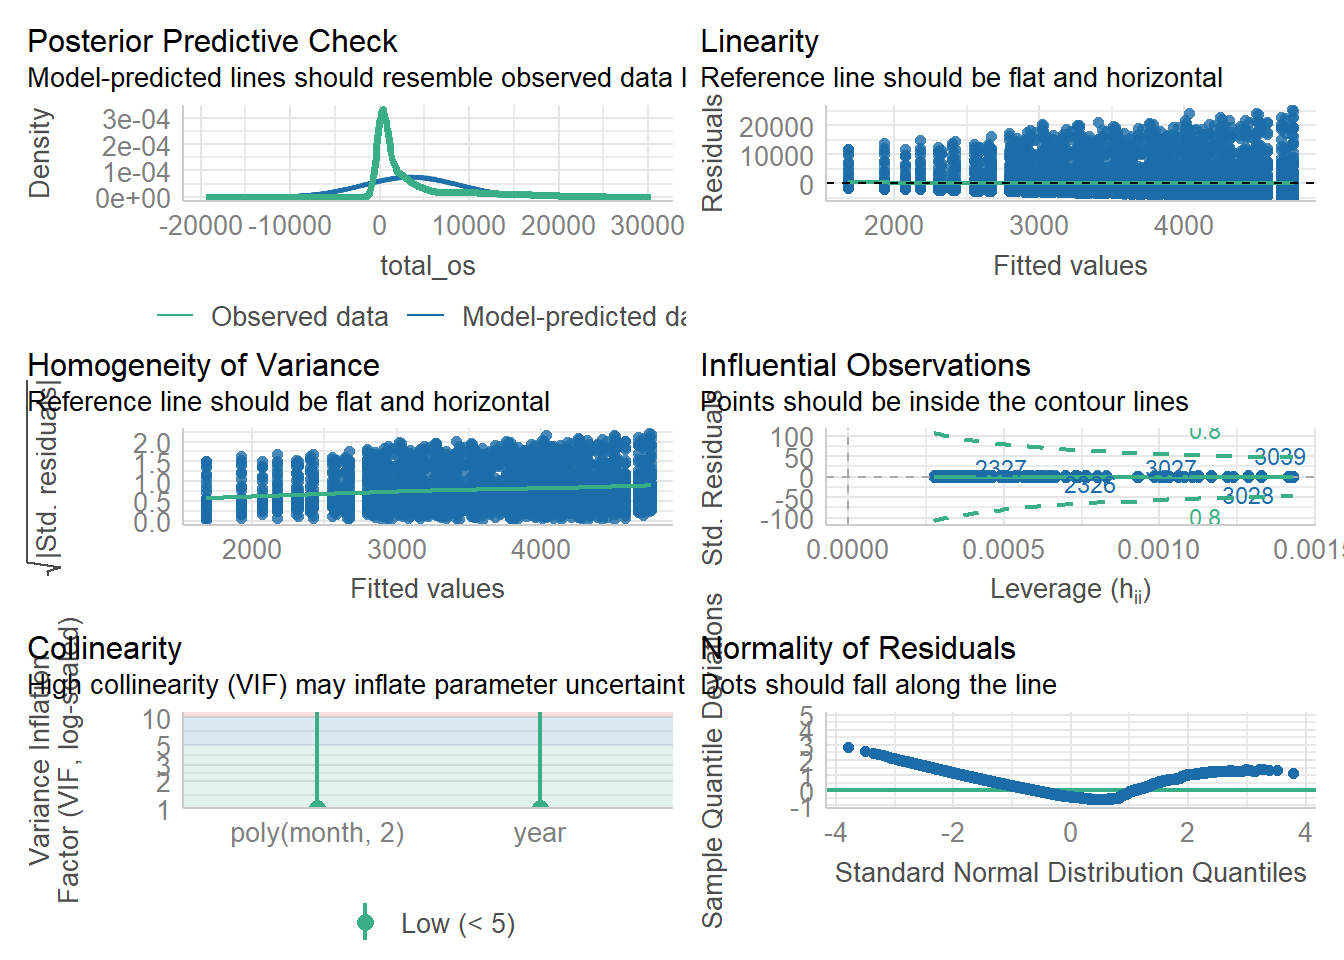 Posterior Predictive Check
Model-predicted lines should resemble observed data l
Density
3e-04
2e-04
1e-04
0e+00
-20000 -10000 0 10000 20000 30000
total_os
Observed data Model-predicted da
Linearity
Reference line should be flat and horizontal
Residuals
20000
10000
0
2000 3000 4000
Fitted values
Homogeneity of Variance
Reference line should be flat and horizontal
√|Std. residuals|
2.0
1.5
1.0
0.5
0.0
2000 3000 4000
Fitted values
Influential Observations
Points should be inside the contour lines
Std. Residuals
100
50
0
-50
-100
0.8
2327
3027
3039
2326
3028
0.8
0.0000 0.0005 0.0010 0.0015
Leverage (hii)
Collinearity
High collinearity (VIF) may inflate parameter uncertaint
Variance Inflation
Factor (VIF, log-scaled)
10
5
3
2
1
poly(month, 2) year
Low (< 5)
Normality of Residuals
Dots should fall along the line
Sample Quantile Deviations
5
4
3
2
1
0
-1
-4 -2 0 2 4
Standard Normal Distribution Quantiles